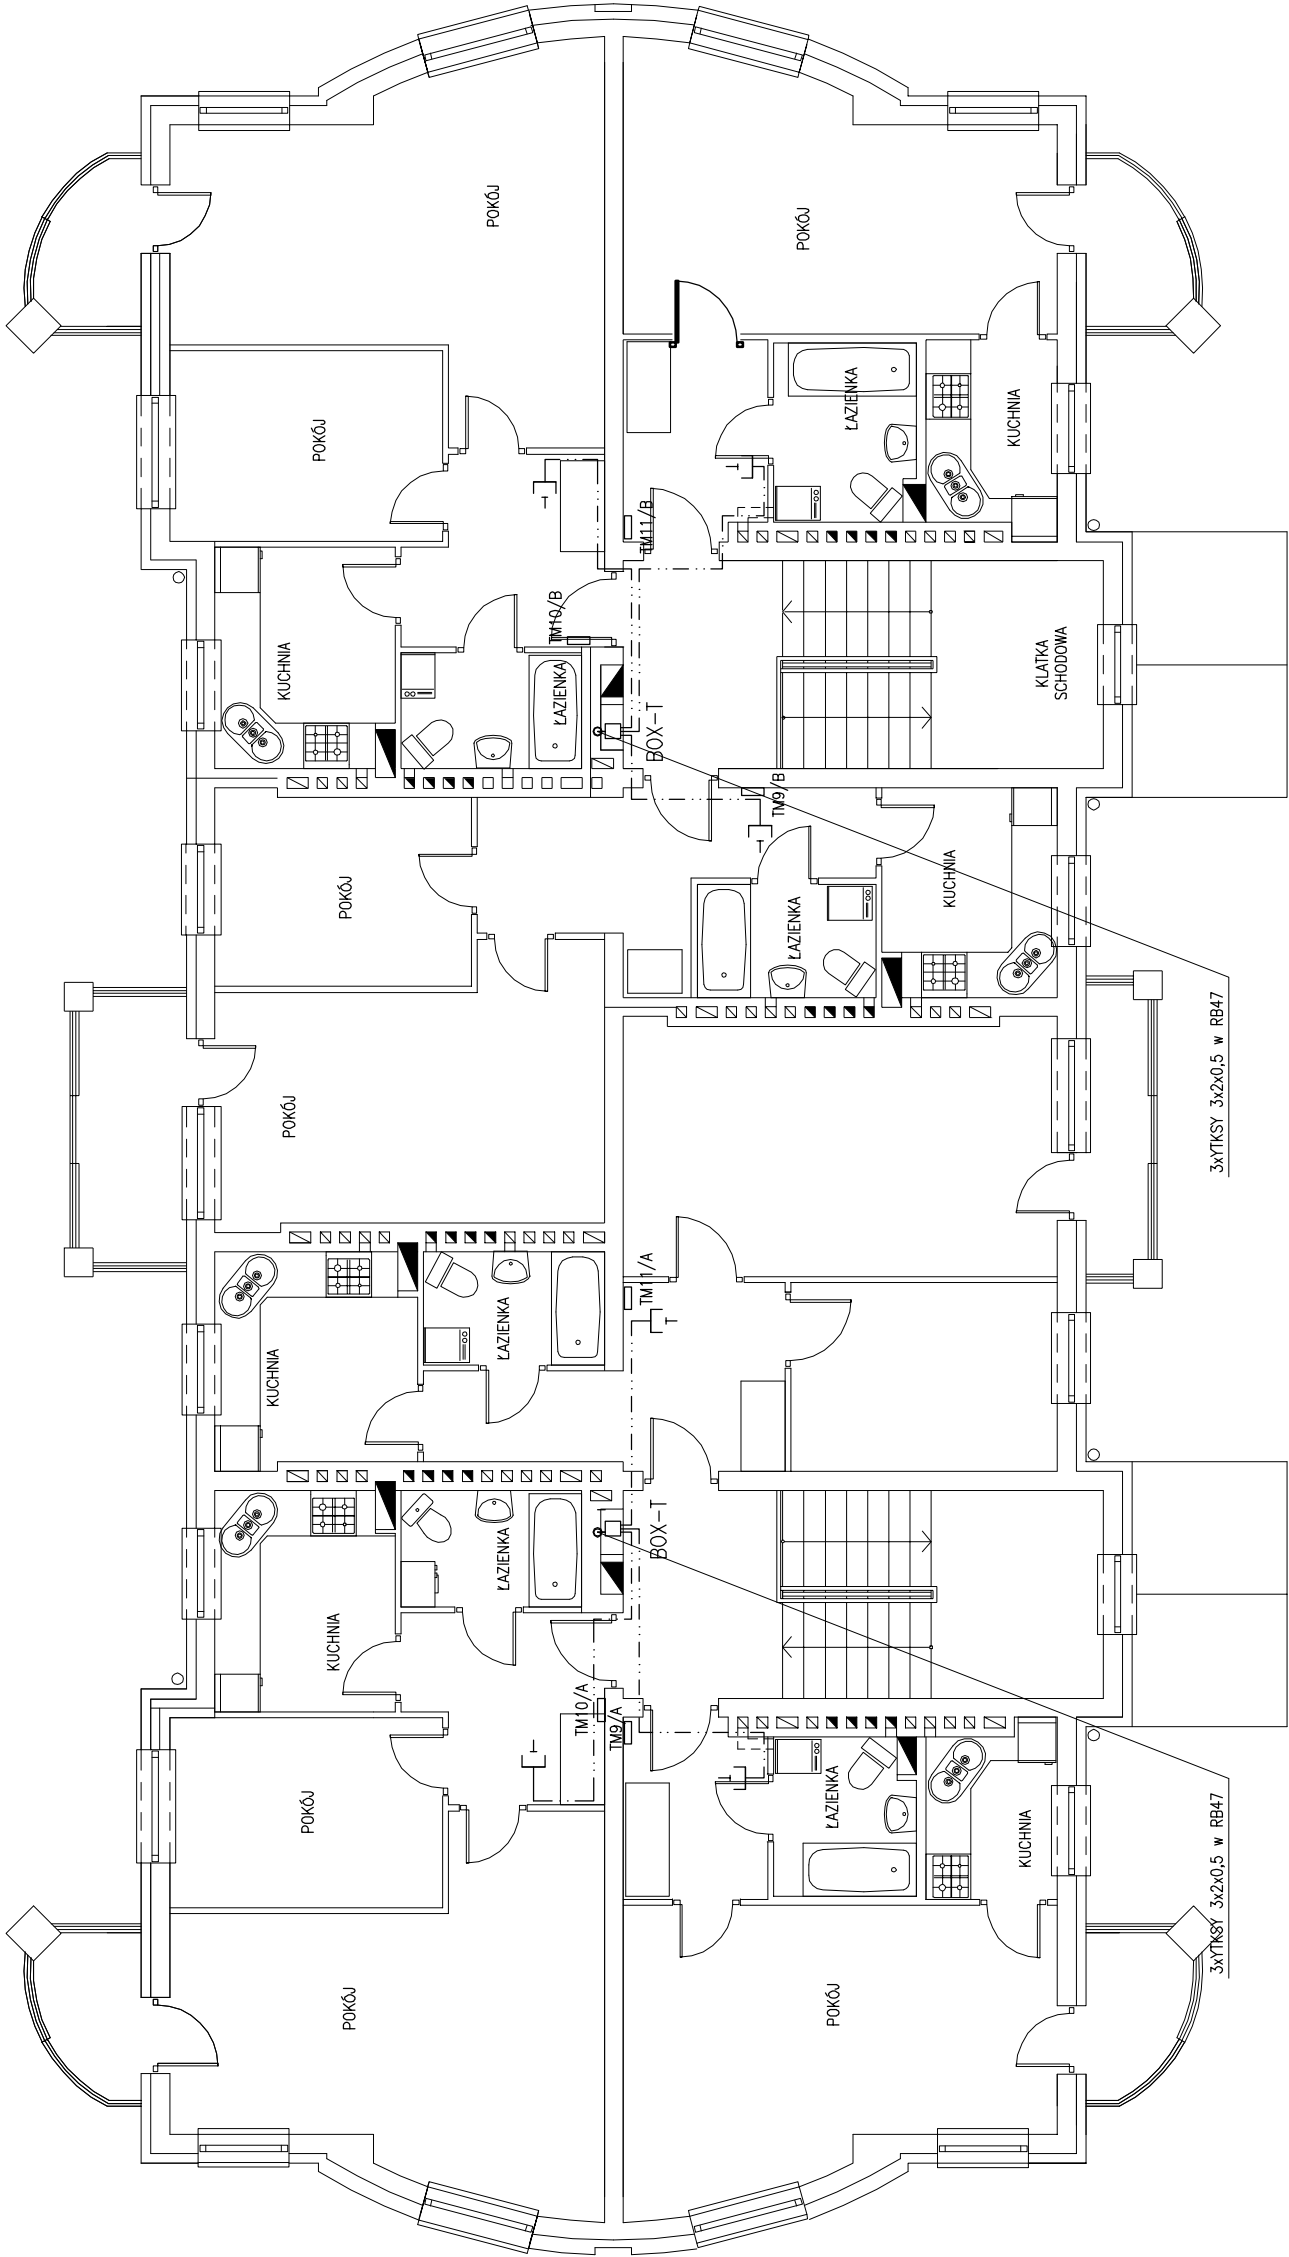 POKÓJ
POKÓJ
ŁAZIENKA
KUCHNIA
POKÓJ
TM11/B
TM10/B
KUCHNIA
ŁAZIENKA
KLATKA
SCHODOWA
BOX-T
TM9/B
POKÓJ
KUCHNIA
ŁAZIENKA
3xYTKSY 3x2x0,5 w RB47
POKÓJ
T
T
T
TM11/A
ŁAZIENKA
KUCHNIA
T
BOX-T
ŁAZIENKA
KUCHNIA
TM10/A
TM9/A
T
T
POKÓJ
ŁAZIENKA
KUCHNIA
3xYTKSY 3x2x0,5 w RB47
POKÓJ
POKÓJ